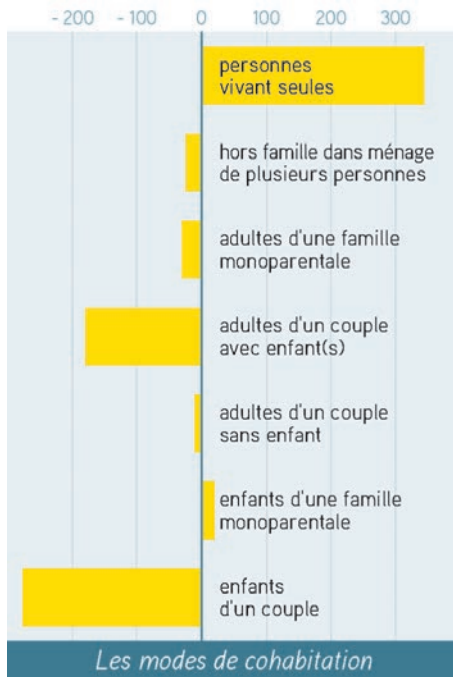 - 200 - 100 0 100 200 300
personnes
vivant seules
hors famille dans ménage
de plusieurs personnes
adultes d'une famille
monoparentale
adultes d'un couple
avec enfant(s)
adultes d'un couple
sans enfant
enfants d'une famille
monoparentale
enfants
d'un couple
Les modes de cohabitation